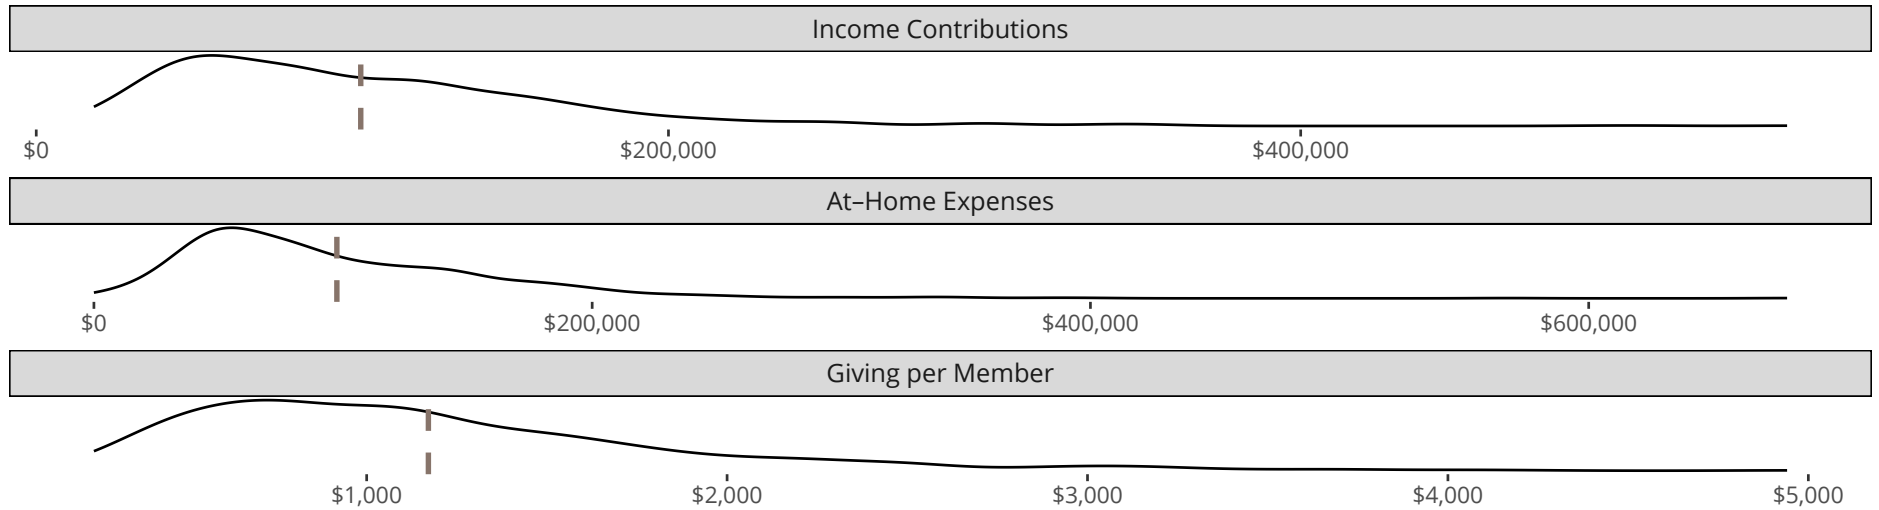 Income Contributions
$0 $200,000 $400,000
At–Home Expenses
$0 $200,000 $400,000 $600,000
Giving per Member
$1,000 $2,000 $3,000 $4,000 $5,000